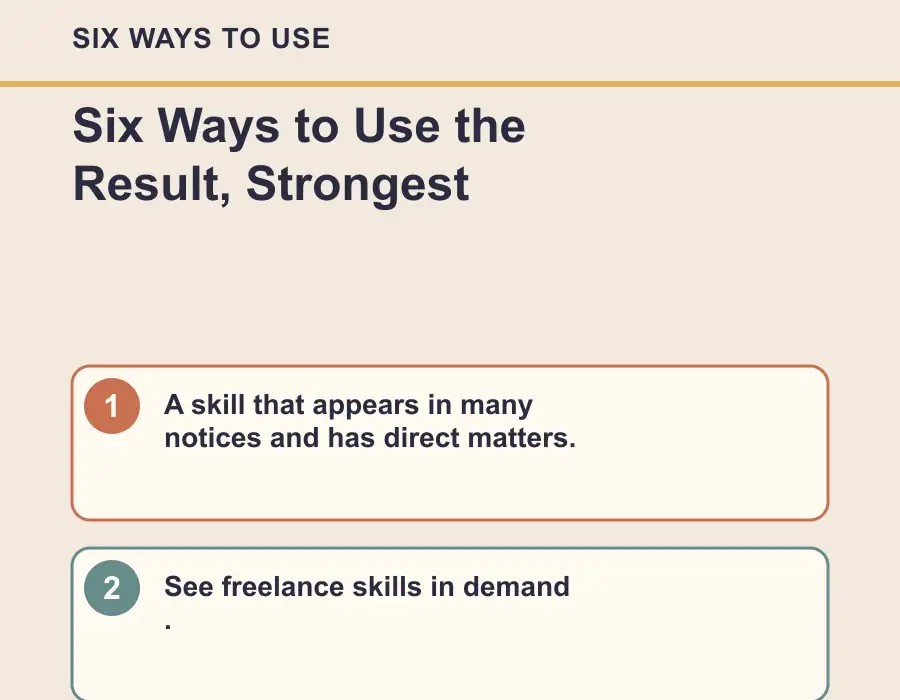 SIX WAYS TO USE
Six Ways to Use the
Result, Strongest
1
A skill that appears in many
notices and has direct matters.
2
See freelance skills in demand
.